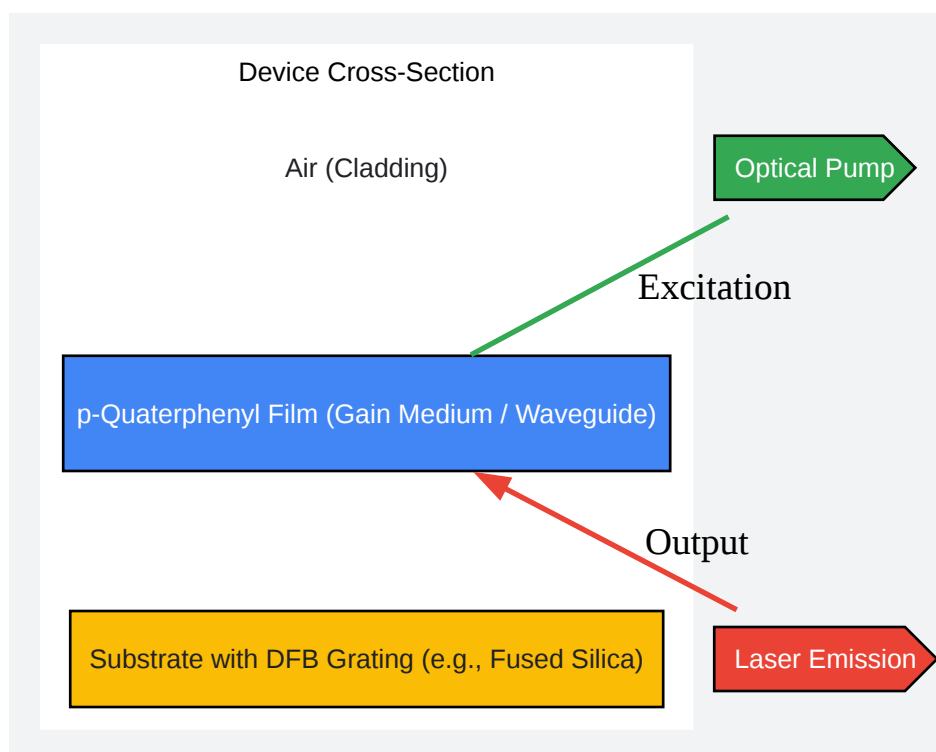 Device Cross-Section
Air (Cladding)
Optical Pump
Excitation
p-Quaterphenyl Film (Gain Medium / Waveguide)
Output
Substrate with DFB Grating (e.g., Fused Silica)
Laser Emission